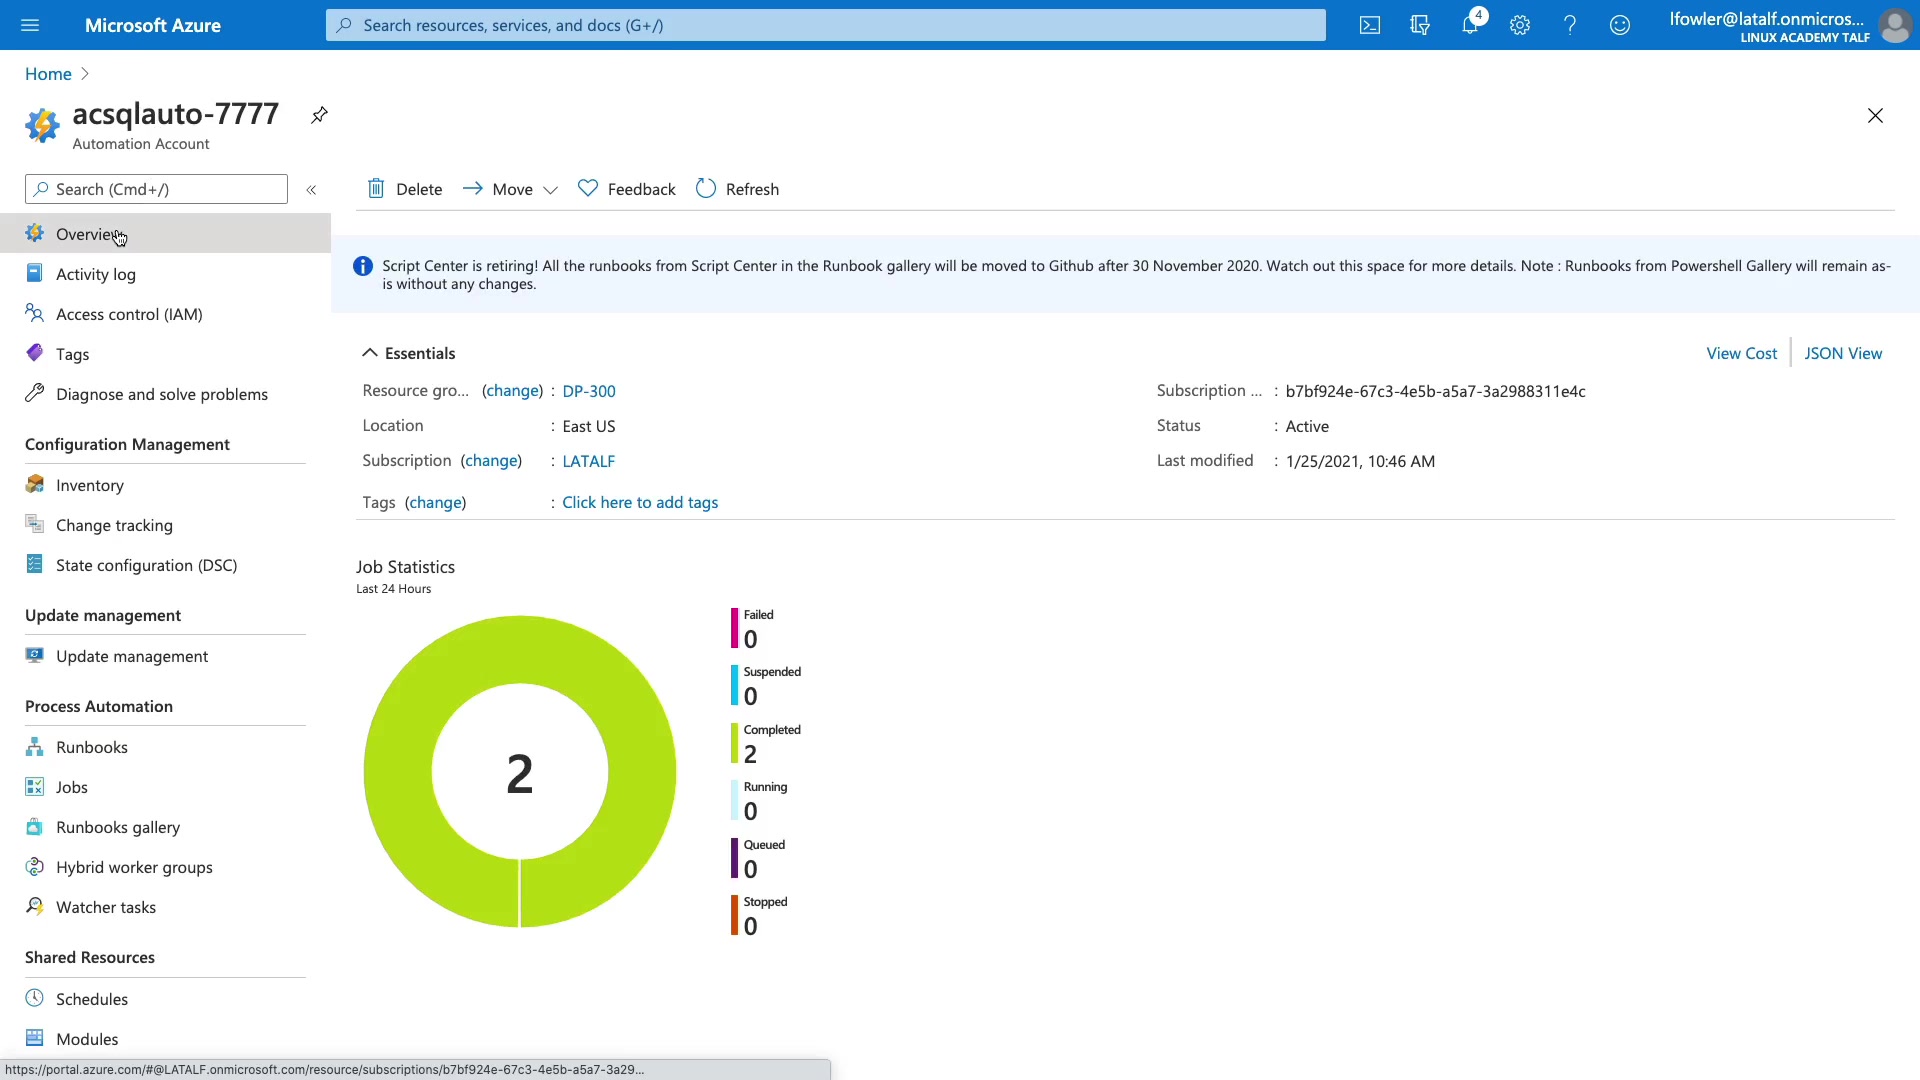 Microsoft Azure
Search resources, services, and docs (G+/)
4
lfowler@latalf.onmicros...
LINUX ACADEMY TALF
Home
acsqlauto-7777
Automation Account
Search (Cmd+/)
«
Delete
Move
Feedback
Refresh
Overview
Activity log
Access control (IAM)
Tags
Diagnose and solve problems
Configuration Management
Inventory
Change tracking
State configuration (DSC)
Update management
Update management
Process Automation
Runbooks
Jobs
Runbooks gallery
Hybrid worker groups
Watcher tasks
Shared Resources
Schedules
Modules
Script Center is retiring! All the runbooks from Script Center in the Runbook gallery will be moved to Github after 30 November 2020. Watch out this space for more details. Note : Runbooks from Powershell Gallery will remain as-
is without any changes.
Essentials
View Cost
JSON View
Resource gro... (change) : DP-300
Location : East US
Subscription (change) : LATALF
Tags (change) : Click here to add tags
Subscription ... : b7bf924e-67c3-4e5b-a5a7-3a2988311e4c
Status : Active
Last modified : 1/25/2021, 10:46 AM
Job Statistics
Last 24 Hours
2
Failed
0
Suspended
0
Completed
2
Running
0
Queued
0
Stopped
0
https://portal.azure.com/#@LATALF.onmicrosoft.com/resource/subscriptions/b7bf924e-67c3-4e5b-a5a7-3a29...